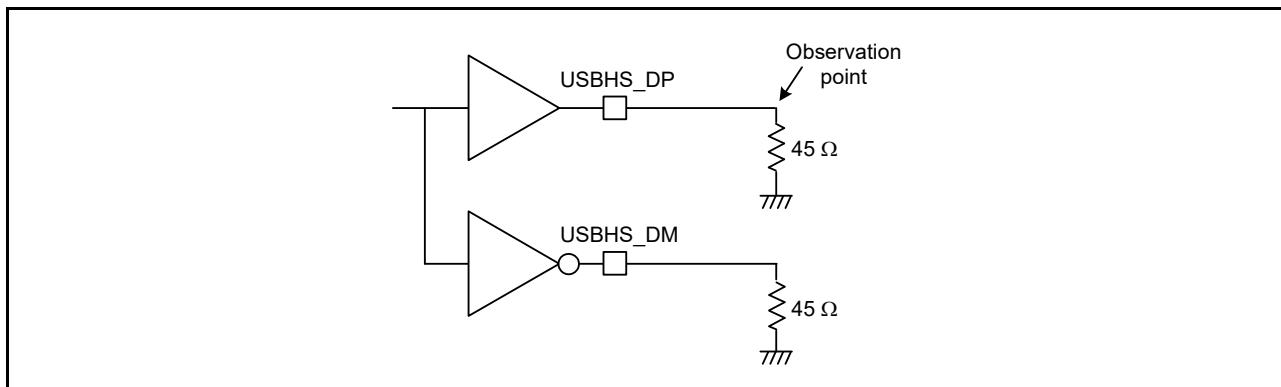 Observation
point
USBHS_DP
45 Ω
USBHS_DM
45 Ω